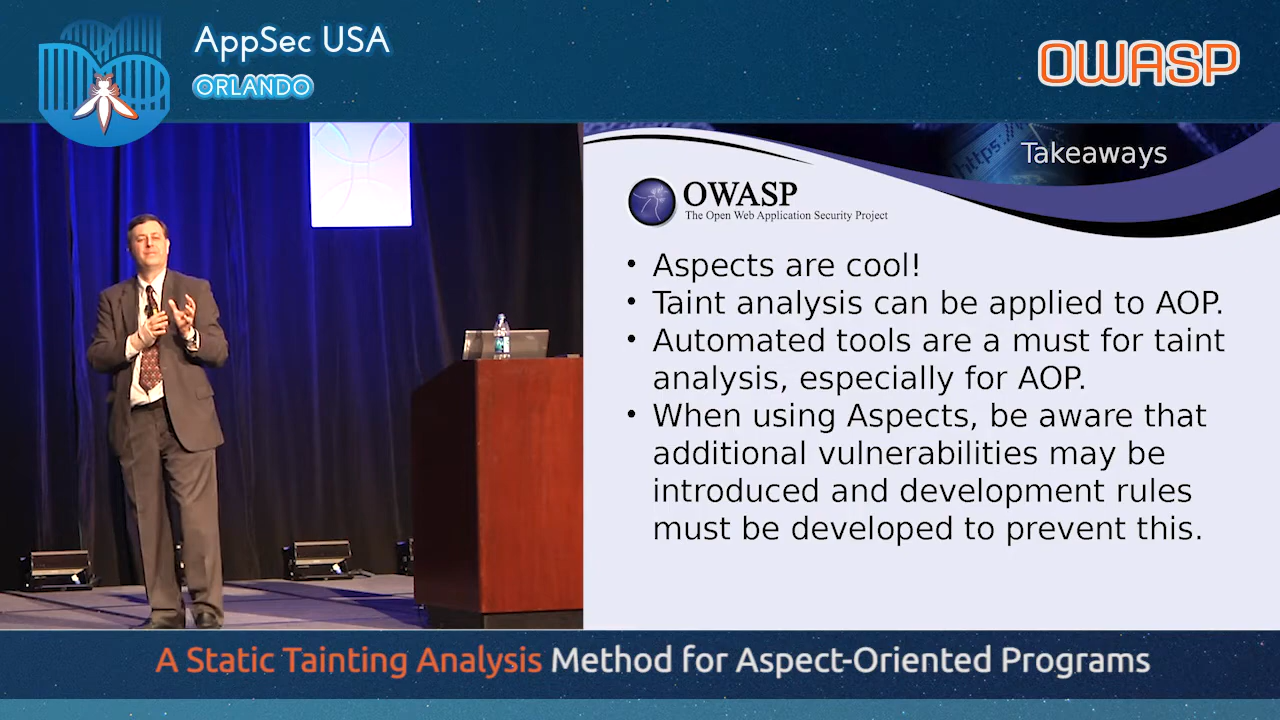 AppSec USA
ORLANDO
OWASP
Takeaways
OWASP
The Open Web Application Security Project
• Aspects are cool!
• Taint analysis can be applied to AOP.
• Automated tools are a must for taint
analysis, especially for AOP.
• When using Aspects, be aware that
additional vulnerabilities may be
introduced and development rules
must be developed to prevent this.
https:/
A Static Tainting Analysis Method for Aspect-Oriented Programs